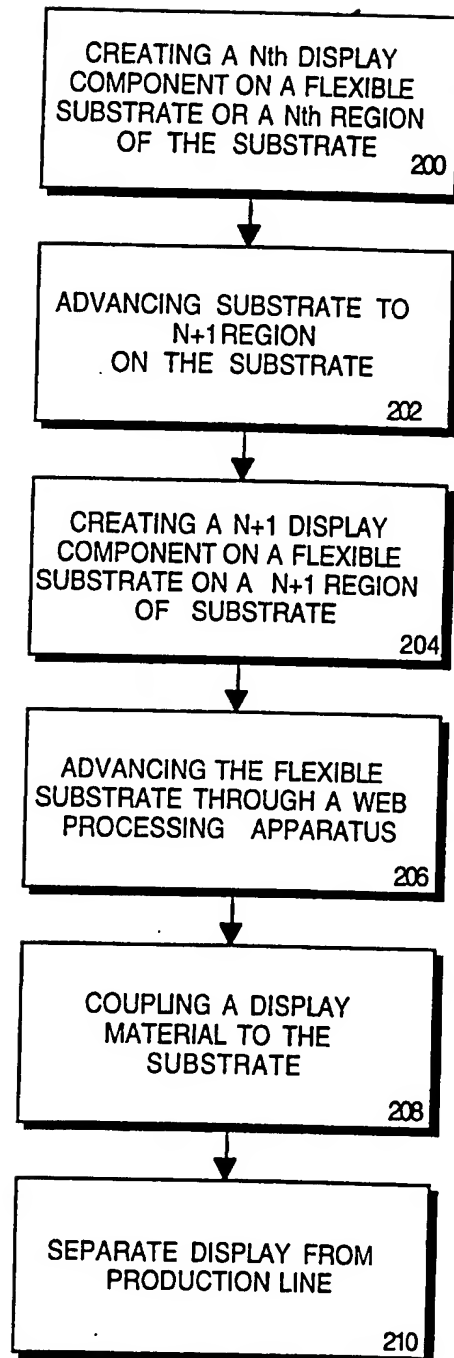 CREATING A Nth DISPLAY
COMPONENT ON A FLEXIBLE
SUBSTRATE OR A Nth REGION
OF THE SUBSTRATE
200
ADVANCING SUBSTRATE TO
N+1 REGION
ON THE SUBSTRATE
202
CREATING A N+1 DISPLAY
COMPONENT ON A FLEXIBLE
SUBSTRATE ON A N+1 REGION
OF SUBSTRATE
204
ADVANCING THE FLEXIBLE
SUBSTRATE THROUGH A WEB
PROCESSING APPARATUS
206
COUPLING A DISPLAY
MATERIAL TO THE
SUBSTRATE
208
SEPARATE DISPLAY FROM
PRODUCTION LINE
210